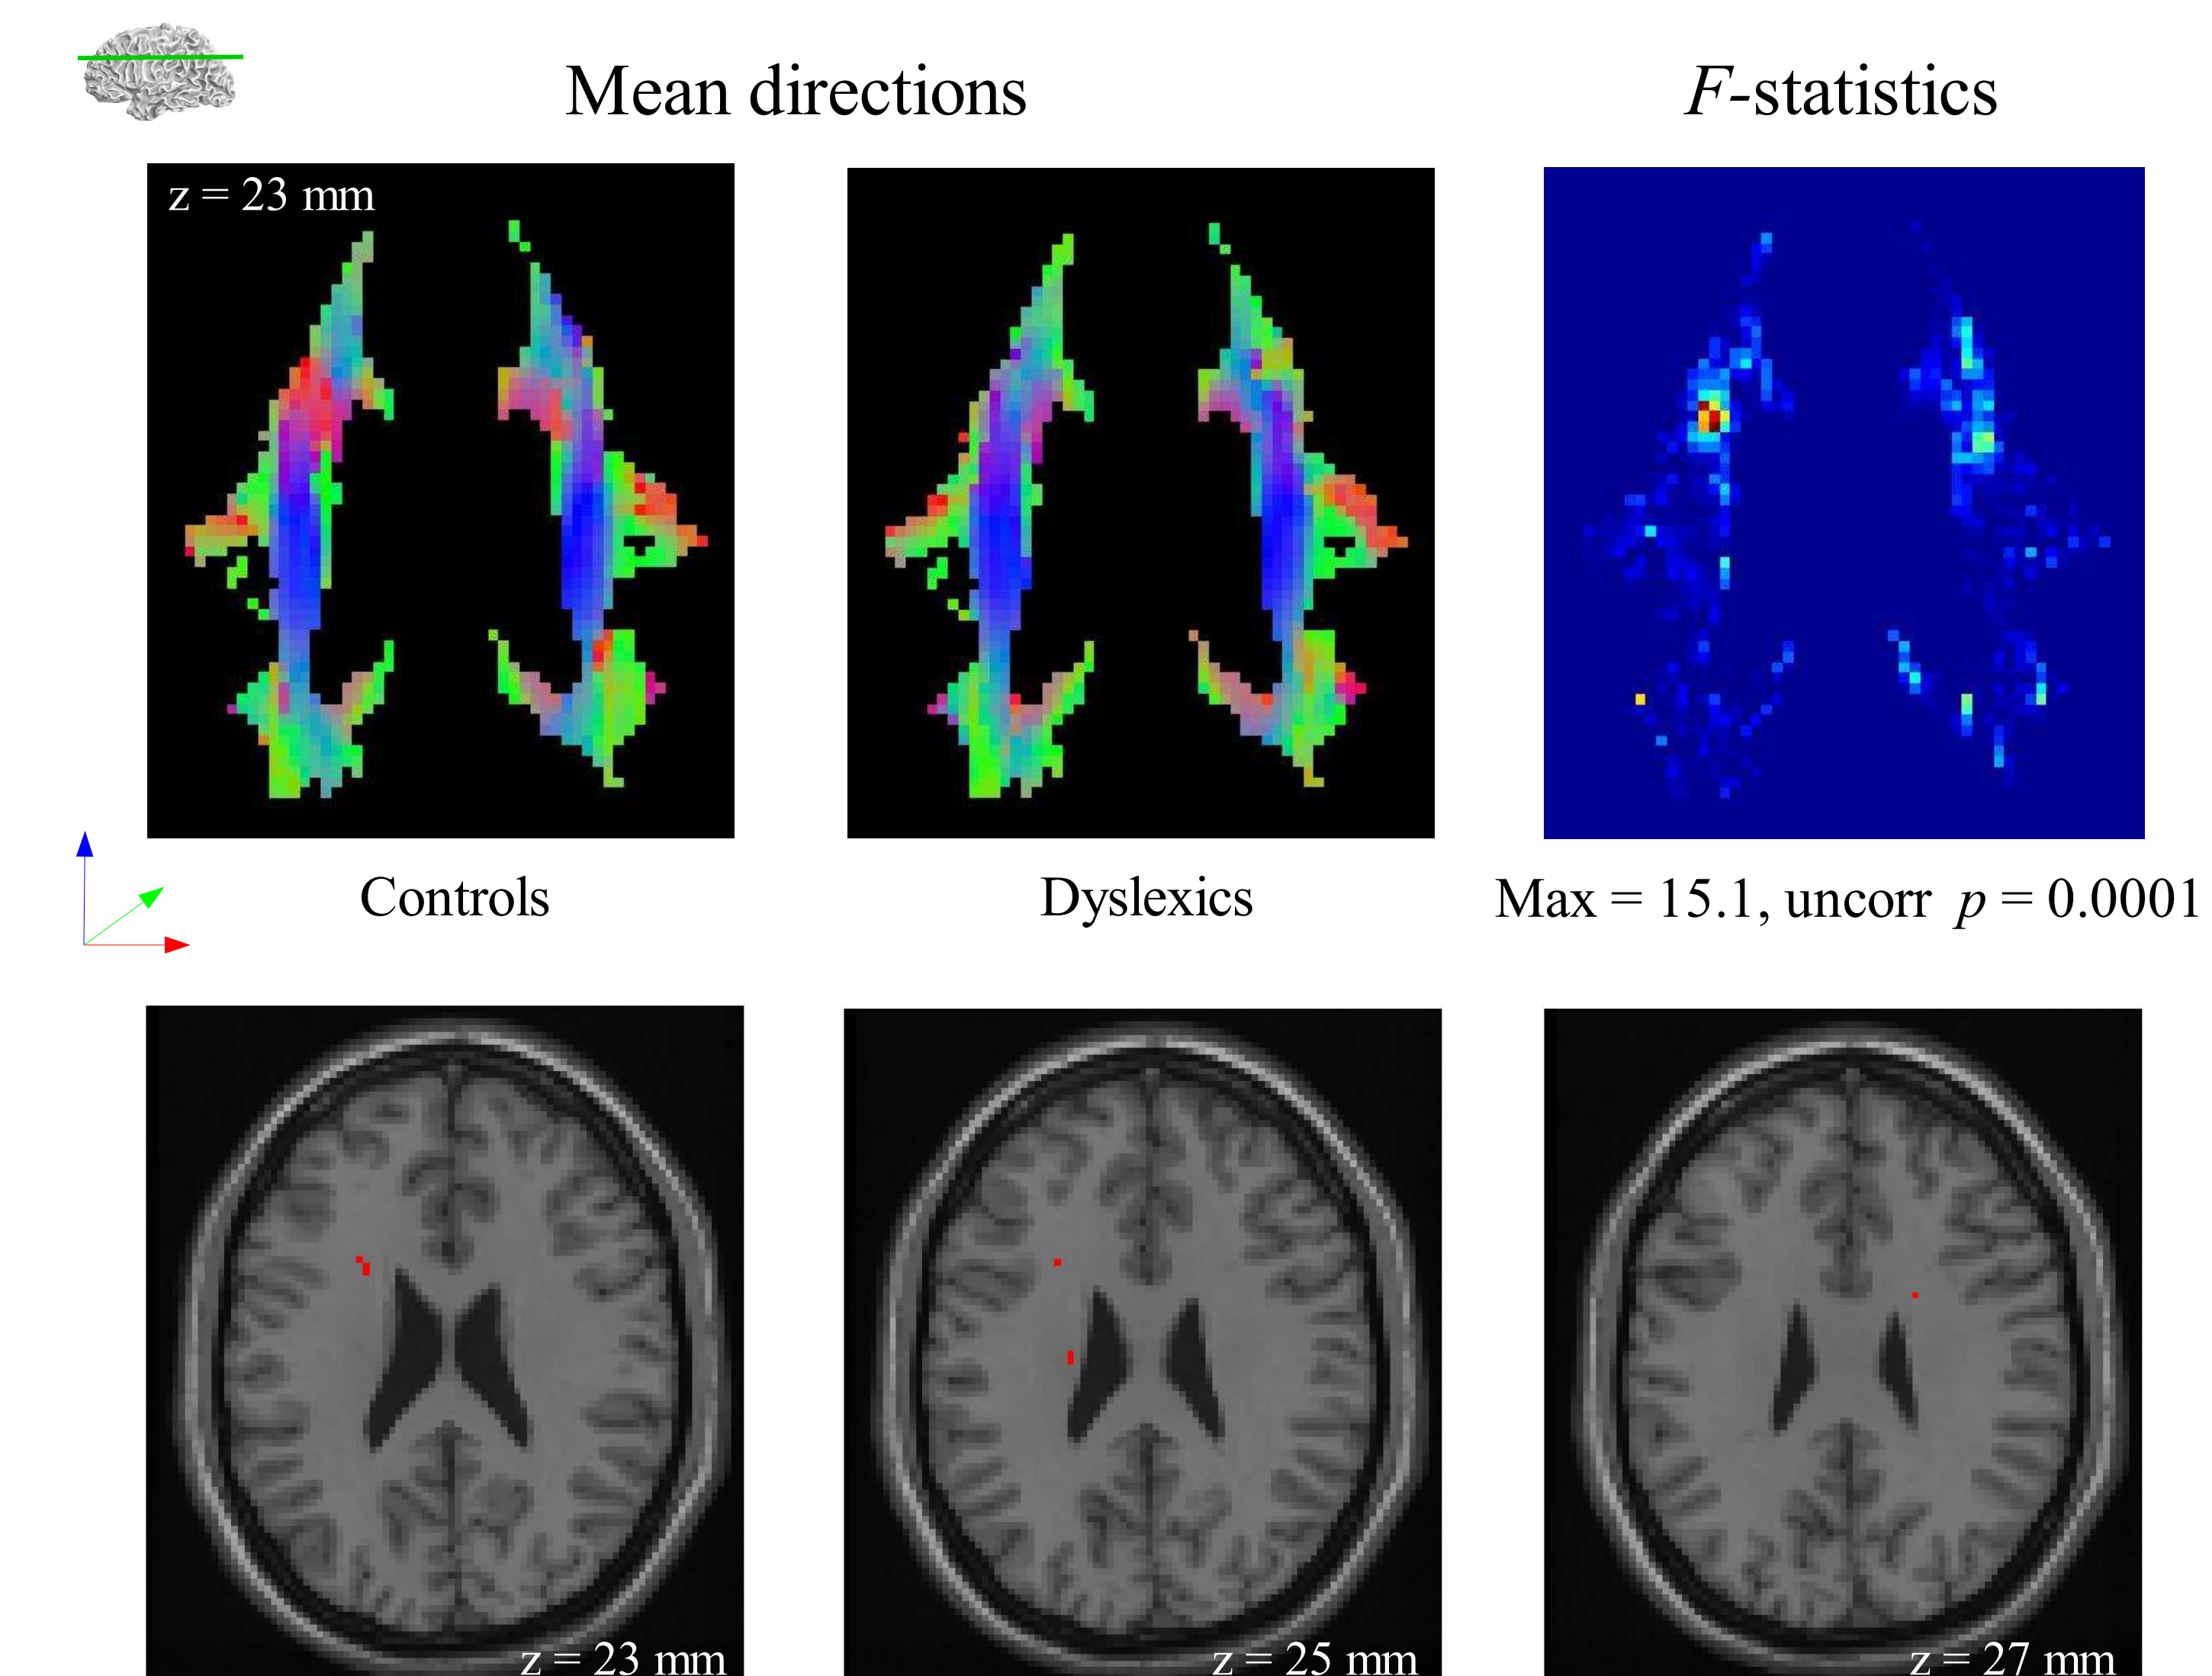 Mean directions
F-statistics
z = 23 mm
Controls
Dyslexics
Max = 15.1, uncorr p = 0.0001
z = 23 mm
z = 25 mm
z = 27 mm